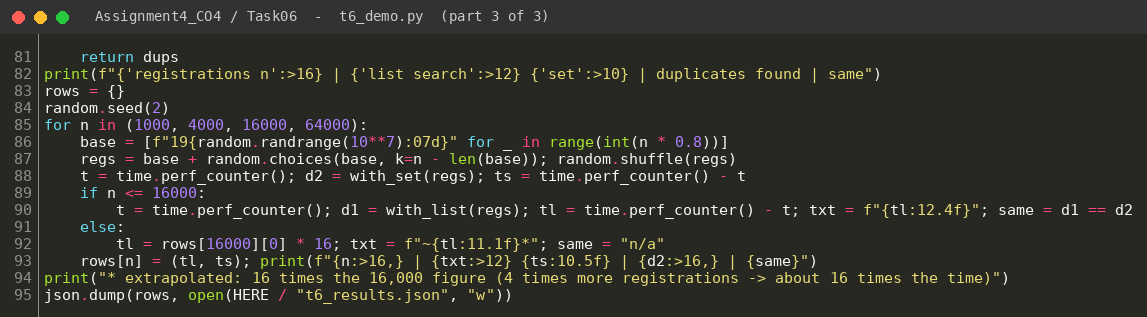 Assignment4_CO4 / Task06  -  t6_demo.py  (part 3 of 3)
81     return dups
82 print(f"{'registrations n':>16} | {'list search':>12} {'set':>10} | duplicates found | same")
83 rows = {}
84 random.seed(2)
85 for n in (1000, 4000, 16000, 64000):
86     base = [f"19{random.randrange(10**7):07d}" for _ in range(int(n * 0.8))]
87     regs = base + random.choices(base, k=n - len(base)); random.shuffle(regs)
88     t = time.perf_counter(); d2 = with_set(regs); ts = time.perf_counter() - t
89     if n <= 16000:
90         t = time.perf_counter(); d1 = with_list(regs); tl = time.perf_counter() - t; txt = f"{tl:12.4f}"; same = d1 == d2
91     else:
92         tl = rows[16000][0] * 16; txt = f"~{tl:11.1f}*"; same = "n/a"
93     rows[n] = (tl, ts); print(f"{n:>16,} | {txt:>12} {ts:10.5f} | {d2:>16,} | {same}")
94 print("* extrapolated: 16 times the 16,000 figure (4 times more registrations -> about 16 times the time)")
95 json.dump(rows, open(HERE / "t6_results.json", "w"))